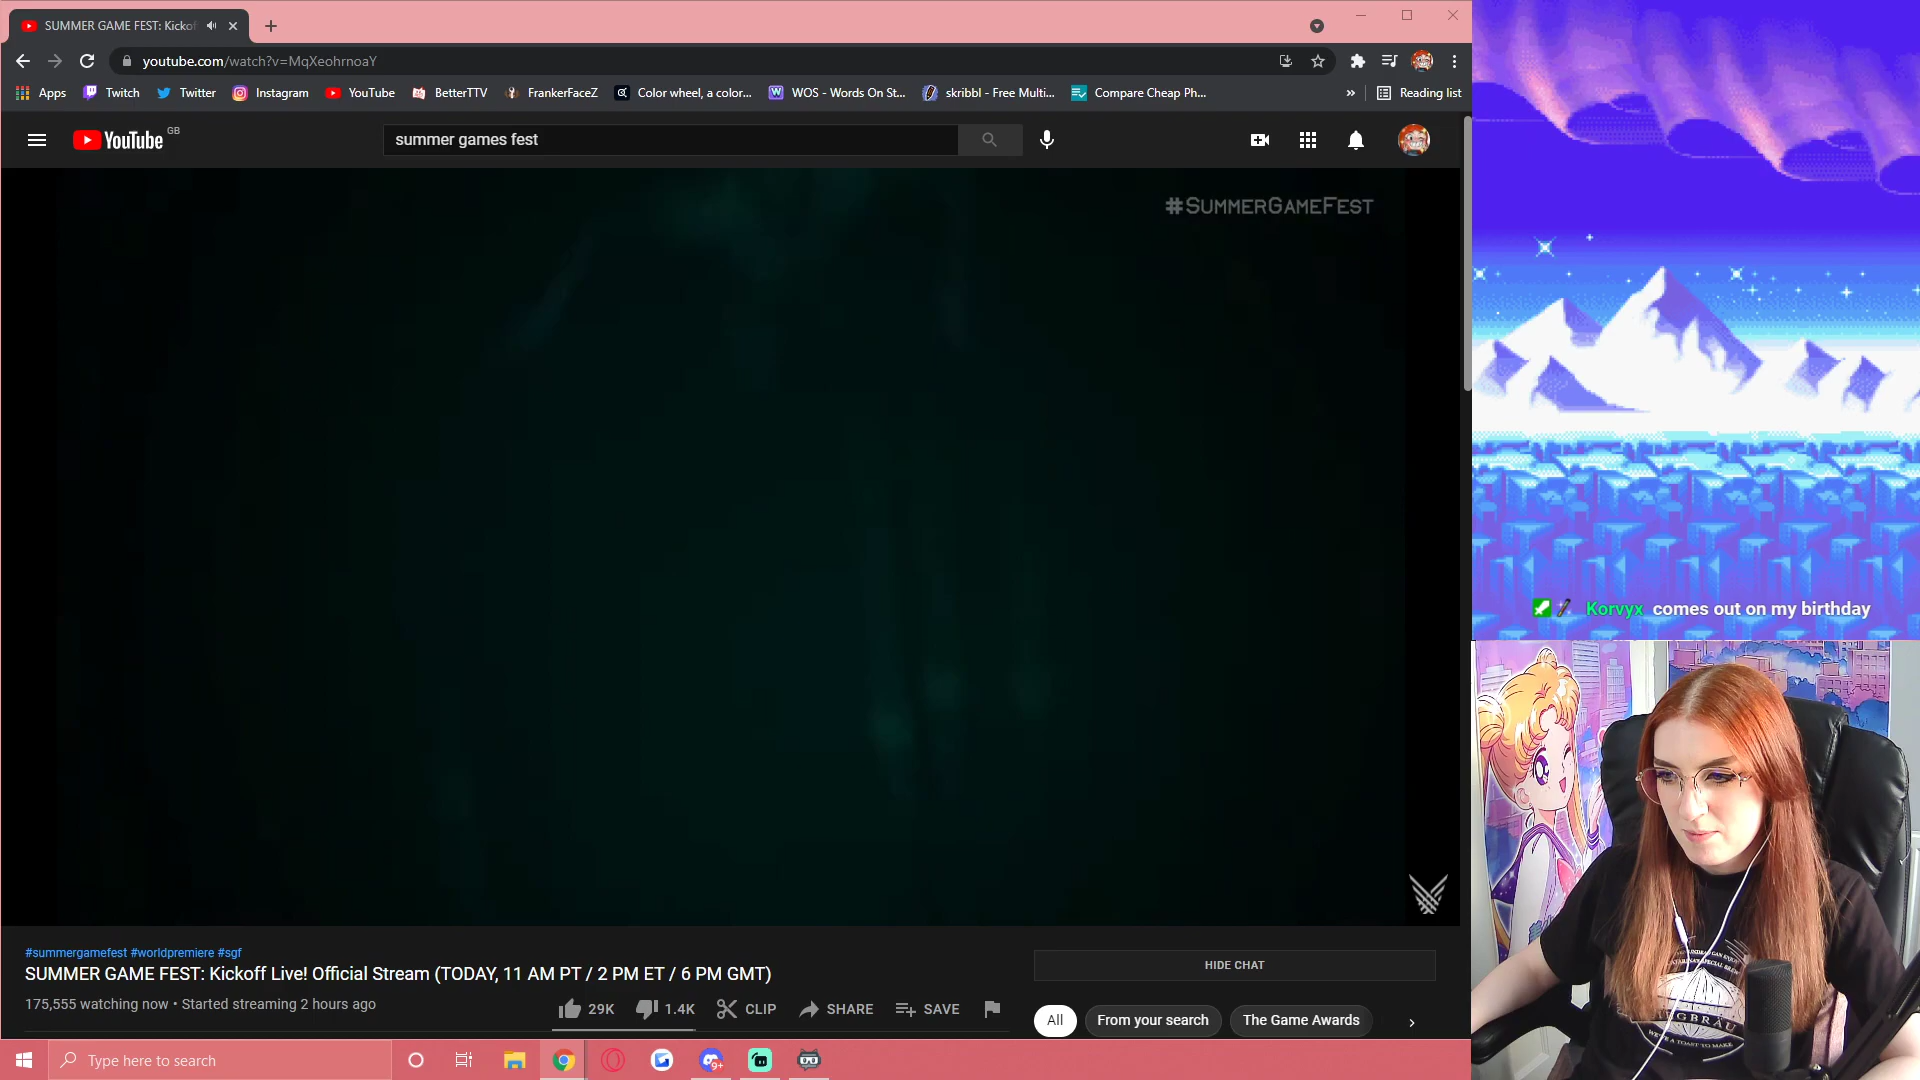 SUMMER GAME FEST: Kickof
youtube.com/watch?v=MqXeohrnoaY
Apps Twitch Twitter Instagram YouTube BetterTTV FrankerFaceZ Color wheel, a color... WOS - Words On St... skribbl - Free Multi... Compare Cheap Ph... » Reading list
YouTube GB
summer games fest
#SUMMERGAMEFEST
Korvyx comes out on my birthday
#summergamefest #worldpremiere #sgf
SUMMER GAME FEST: Kickoff Live! Official Stream (TODAY, 11 AM PT / 2 PM ET / 6 PM GMT)
175,555 watching now • Started streaming 2 hours ago
29K 1.4K CLIP SHARE SAVE
HIDE CHAT
All From your search The Game Awards
Type here to search
9+